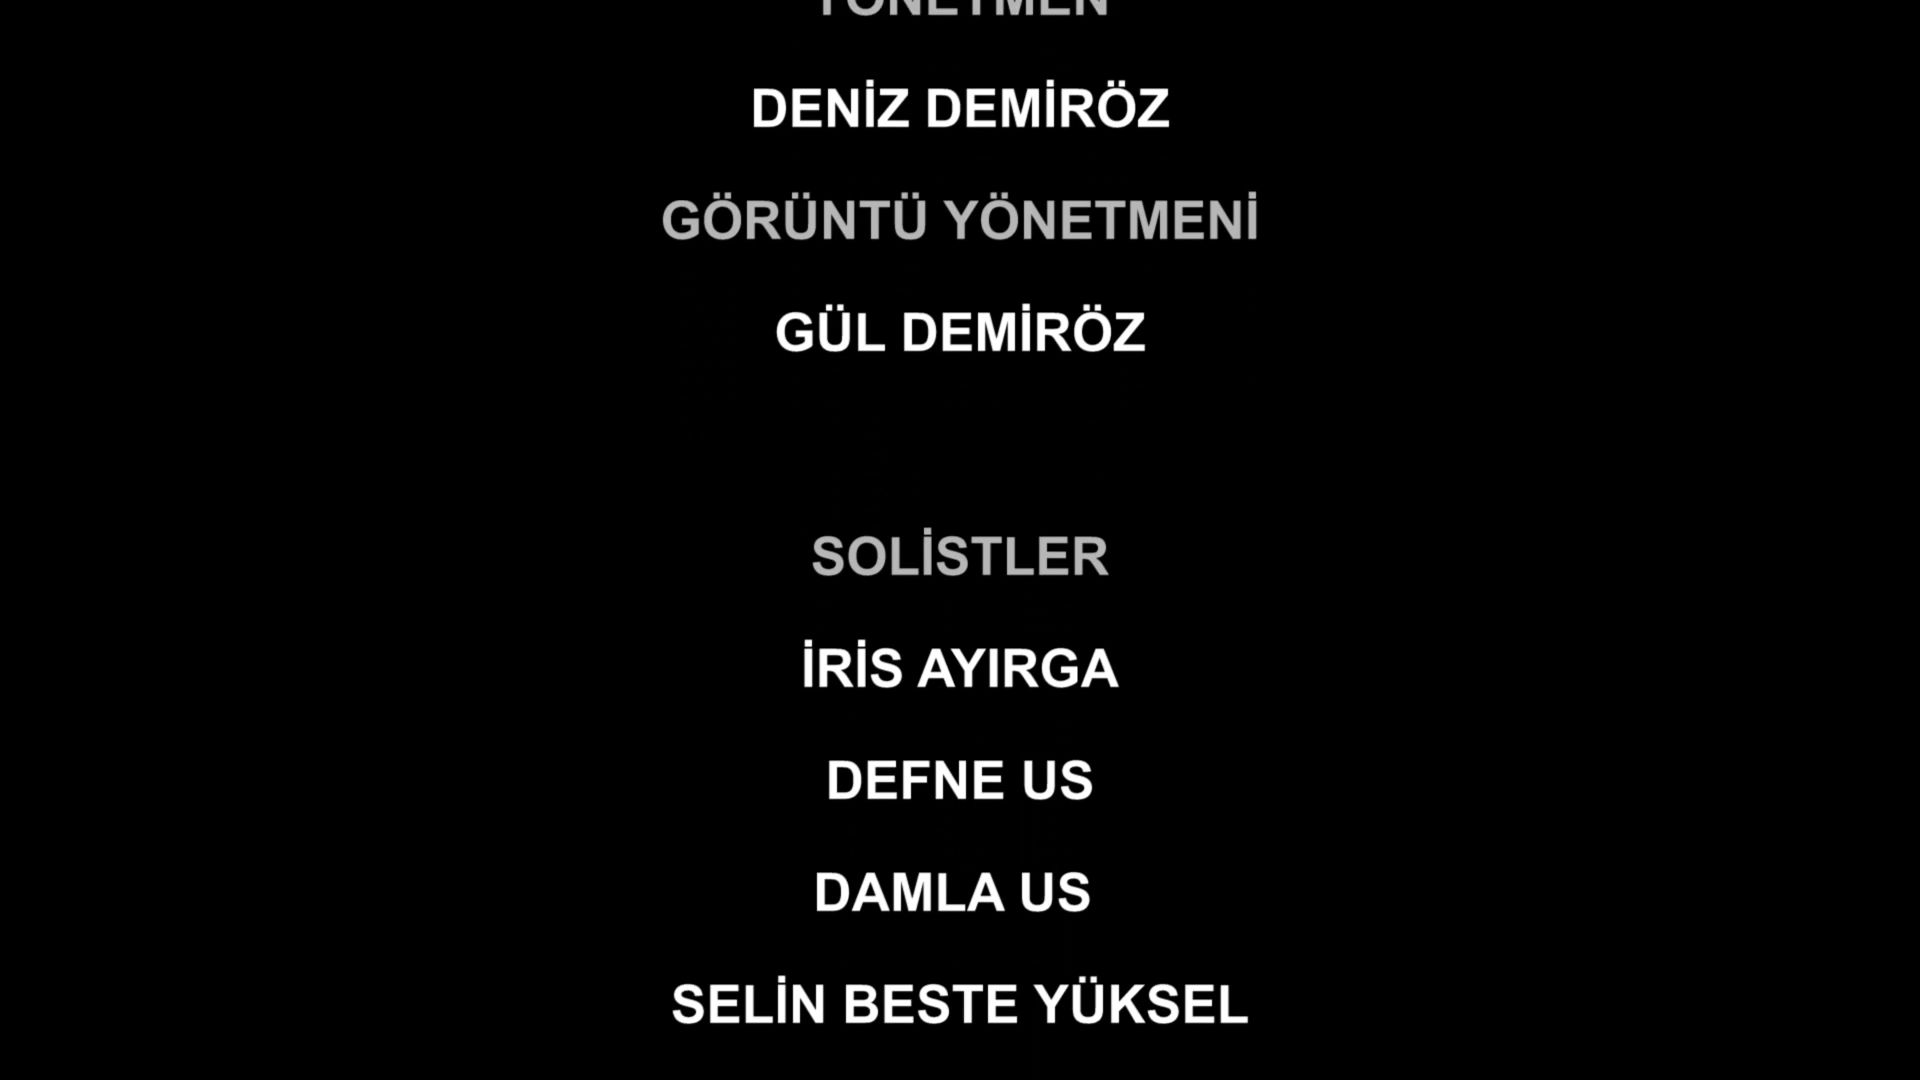 YÖNETMEN
DENİZ DEMİRÖZ
GÖRÜNTÜ YÖNETMENİ
GÜL DEMİRÖZ
SOLİSTLER
İRİS AYIRGA
DEFNE US
DAMLA US
SELİN BESTE YÜKSEL